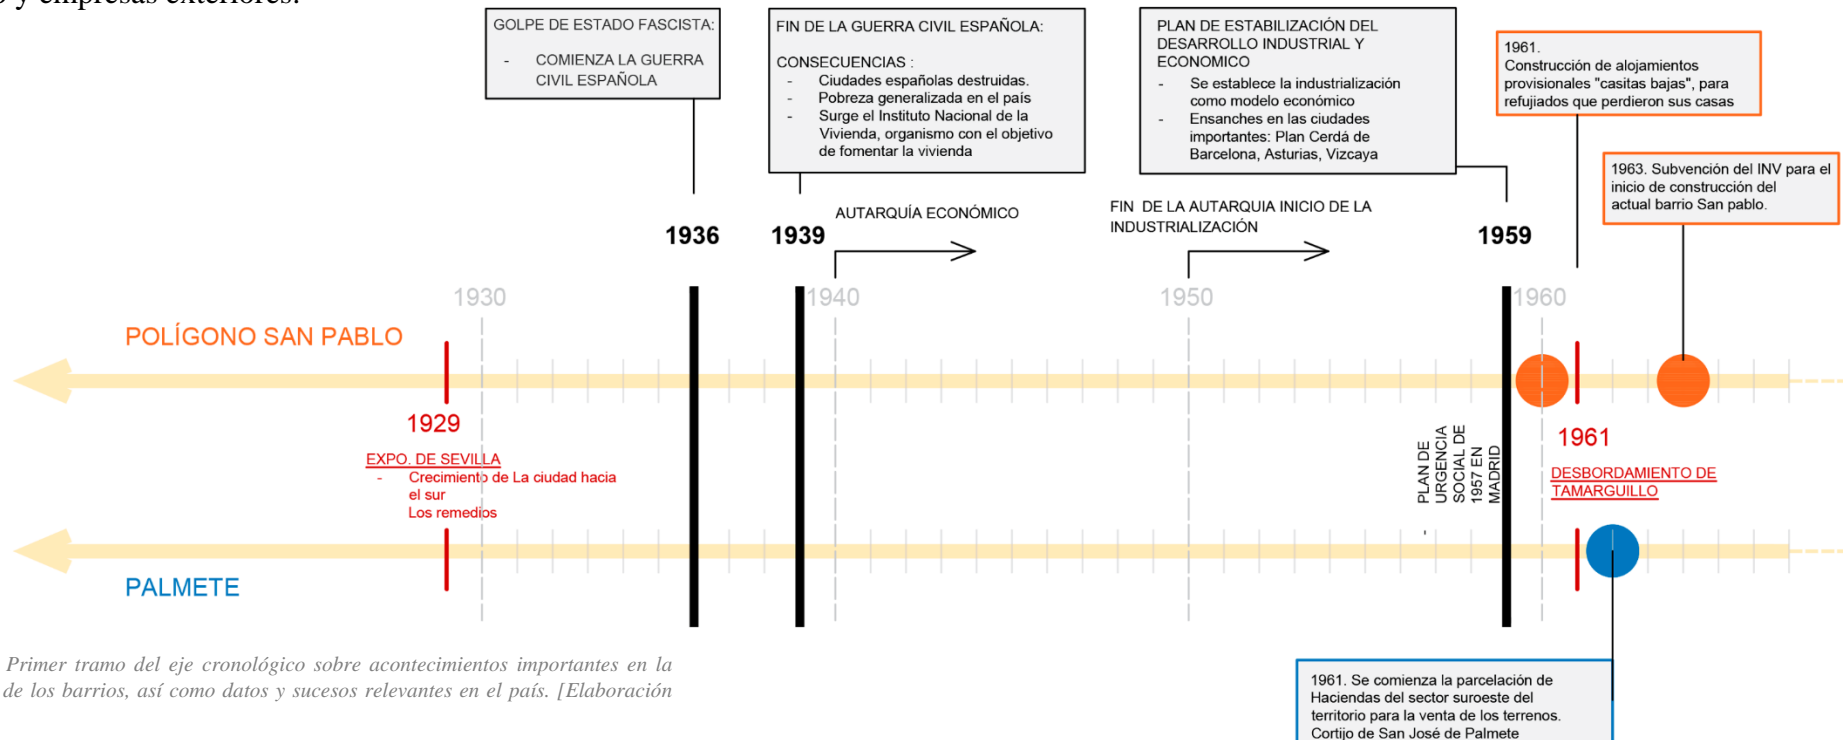 y empresas exteriores.
GOLPE DE ESTADO FASCISTA:
- COMIENZA LA GUERRA
CIVIL ESPAÑOLA
FIN DE LA GUERRA CIVIL ESPAÑOLA:
CONSECUENCIAS :
- Ciudades españolas destruidas.
- Pobreza generalizada en el país
- Surge el Instituto Nacional de la
Vivienda, organismo con el objetivo
de fomentar la vivienda
PLAN DE ESTABILIZACIÓN DEL
DESARROLLO INDUSTRIAL Y
ECONOMICO
- Se establece la industrialización
como modelo económico
- Ensanches en las ciudades
importantes: Plan Cerdá de
Barcelona, Asturias, Vizcaya
1961.
Construcción de alojamientos
provisionales "casitas bajas", para
refujiados que perdieron sus casas
1963. Subvención del INV para el
inicio de construcción del
actual barrio San pablo.
AUTARQUÍA ECONÓMICO
FIN DE LA AUTARQUIA INICIO DE LA
INDUSTRIALIZACIÓN
1936
1939
1959
1930
1940
1950
1960
POLÍGONO SAN PABLO
1929
EXPO. DE SEVILLA
- Crecimiento de La ciudad hacia
el sur
Los remedios
- PLAN DE
URGENCIA
SOCIAL DE
1957 EN
MADRID
1961
DESBORDAMIENTO DE
TAMARGUILLO
PALMETE
Primer tramo del eje cronológico sobre acontecimientos importantes en la
de los barrios, así como datos y sucesos relevantes en el país. [Elaboración
1961. Se comienza la parcelación de
Haciendas del sector suroeste del
territorio para la venta de los terrenos.
Cortijo de San José de Palmete